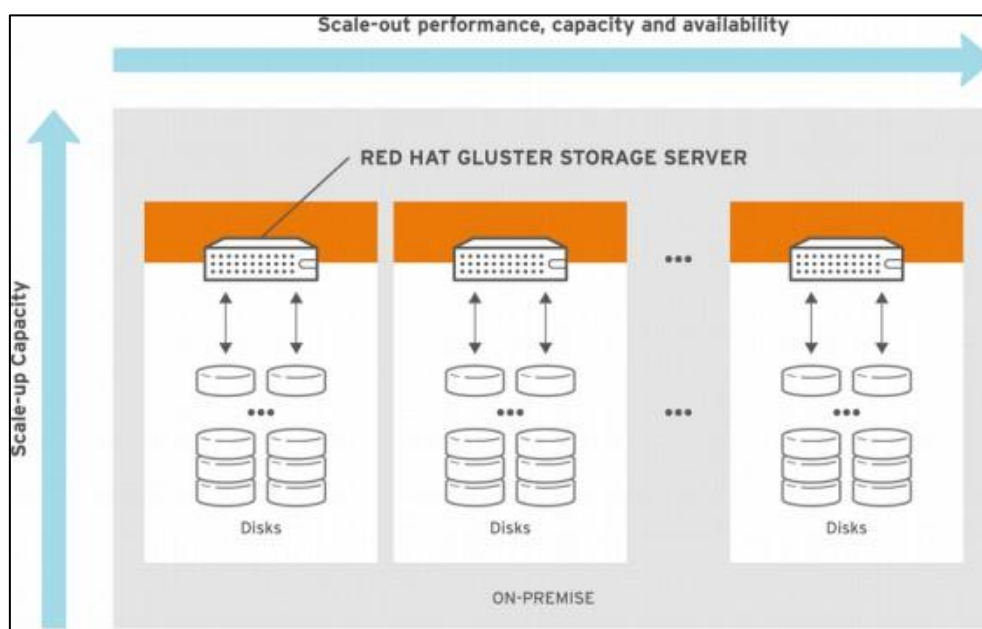 Scale-out performance, capacity and availability
Scale-up Capacity
RED HAT GLUSTER STORAGE SERVER
•••
••• ••• ••• •••
Disks Disks Disks
ON-PREMISE